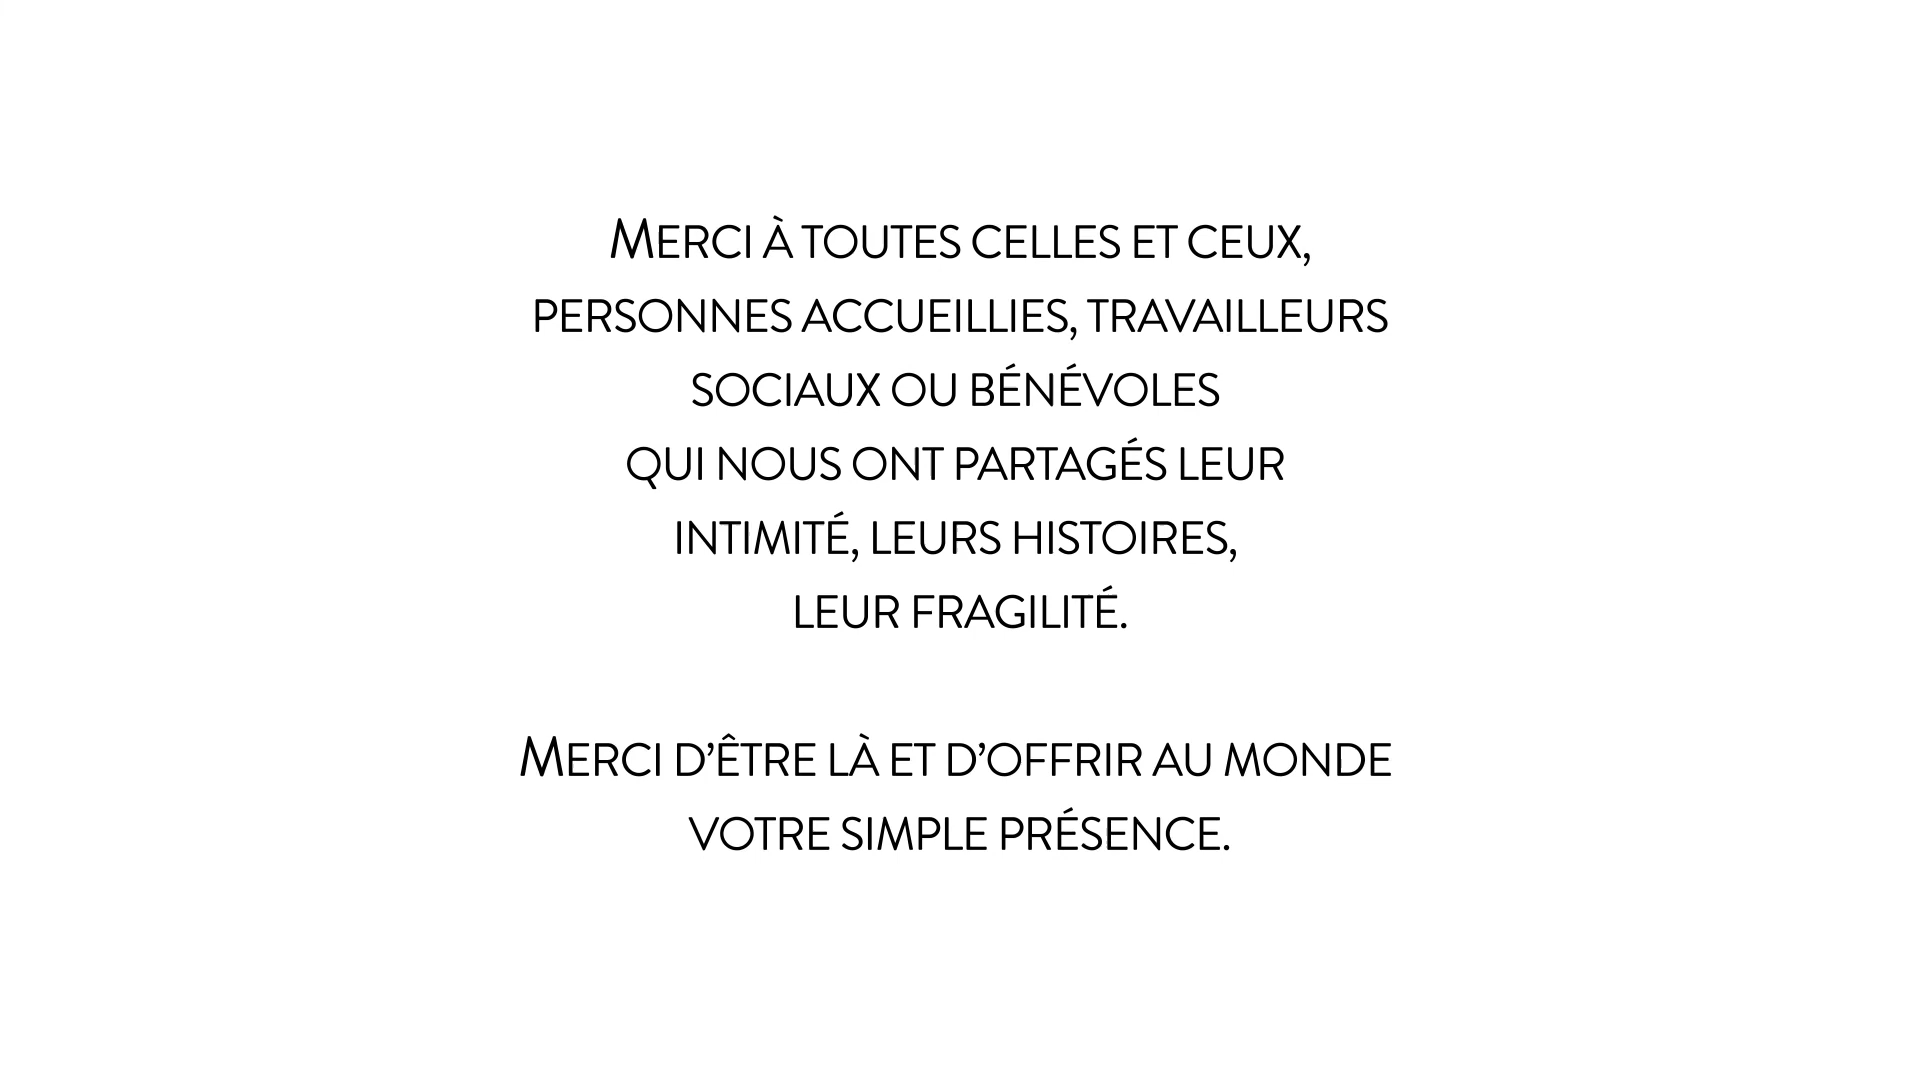 Merci à toutes celles et ceux,
personnes accueillies, travailleurs
sociaux ou bénévoles
qui nous ont partagés leur
intimité, leurs histoires,
leur fragilité.
Merci d’être là et d’offrir au monde
votre simple présence.